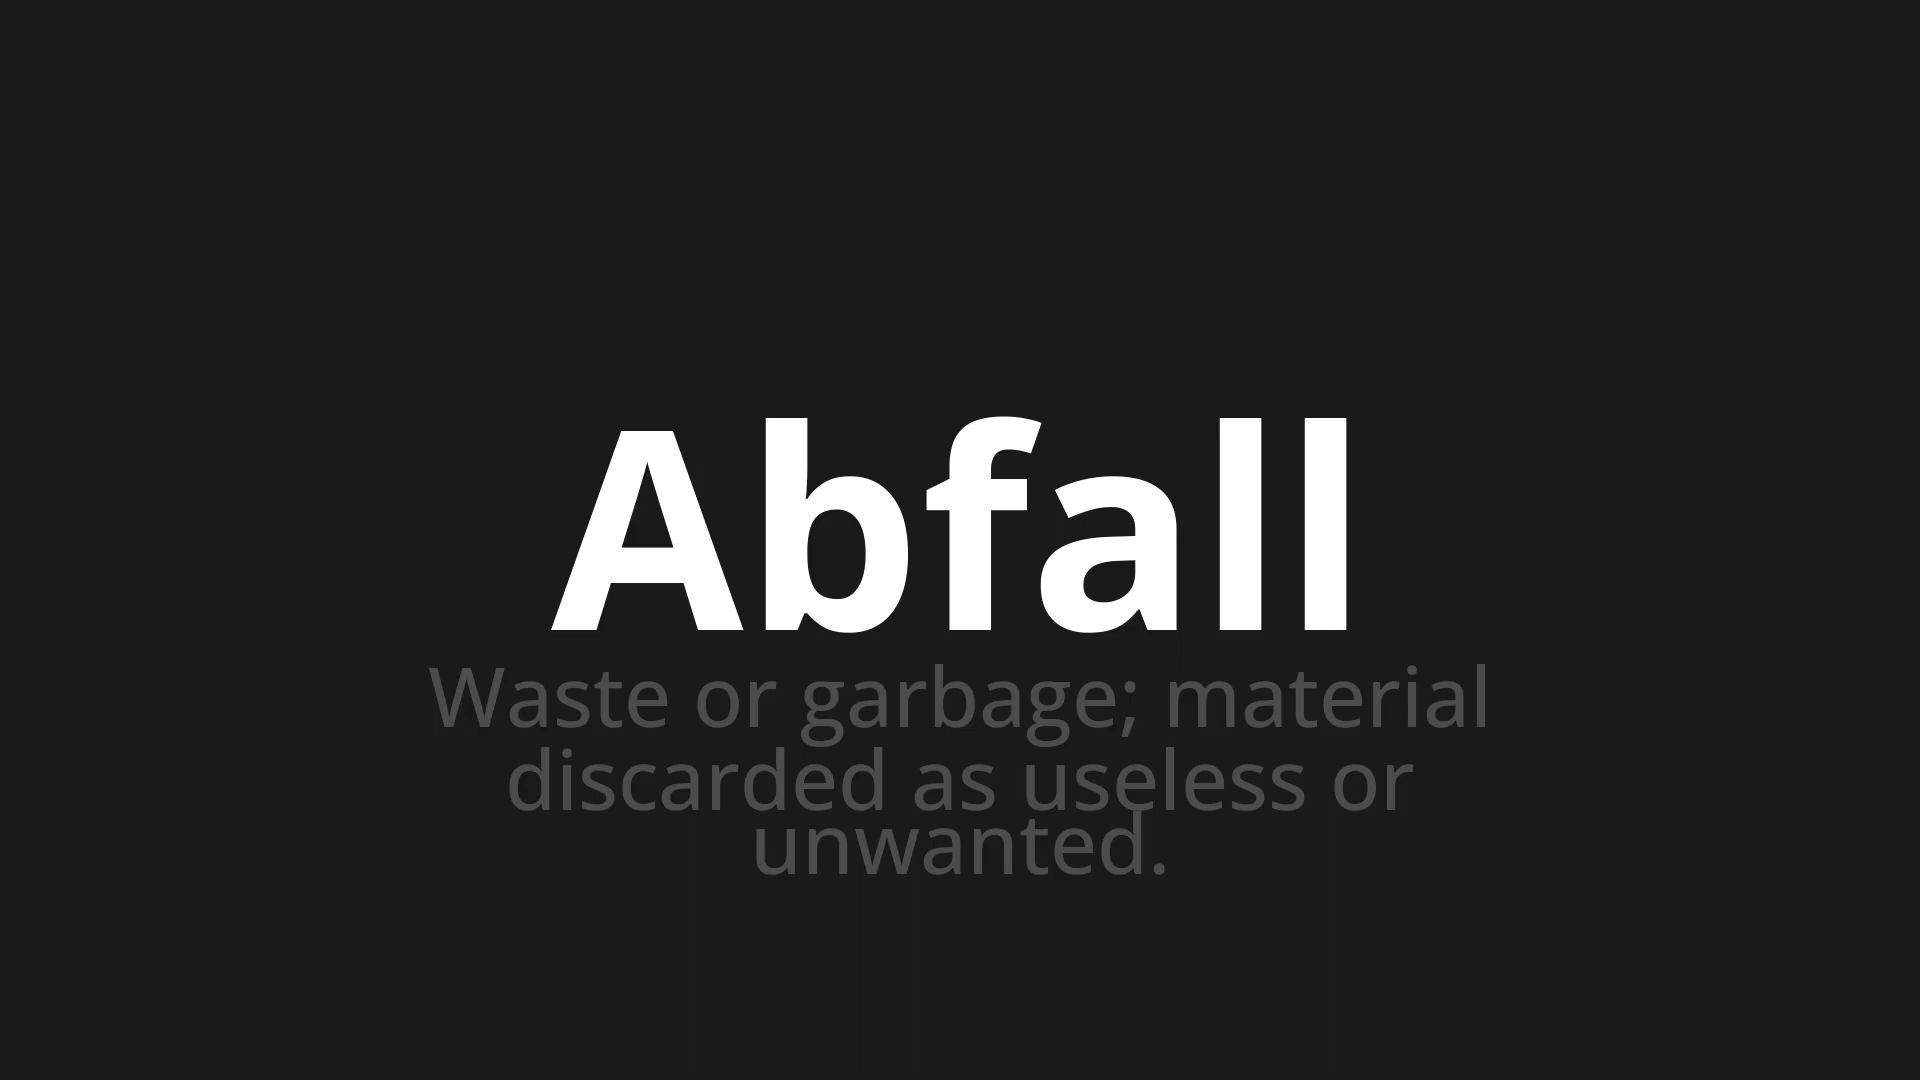 Abfall
Waste or garbage; material
discarded as useless or
unwanted.